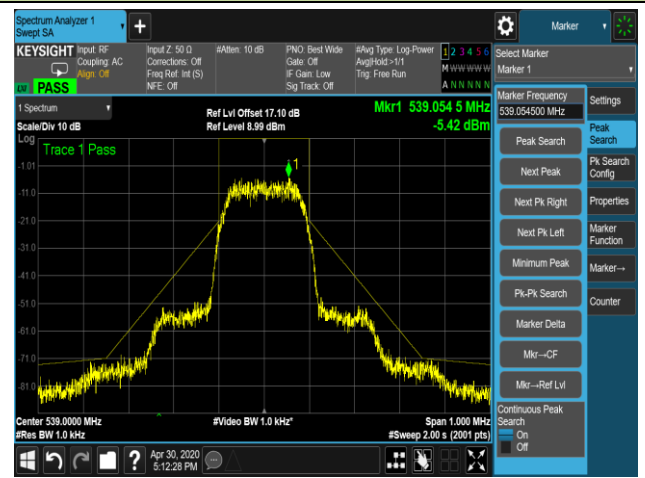 Spectrum Analyzer 1
Swept SA
Marker
KEYSIGHT
Input: RF
Coupling: AC
Align: Off
Input Z: 50 Ω
Corrections: Off
Freq Ref: Int (S)
NFE: Off
#Atten: 10 dB
PNO: Best Wide
Gate: Off
IF Gain: Low
Sig Track: Off
#Avg Type: Log-Power
Avg|Hold:>1/1
Trig: Free Run
1 2 3 4 5 6
M W W W W W
A N N N N N
PASS
Select Marker
Marker 1
1 Spectrum
Scale/Div 10 dB
Ref Lvl Offset 17.10 dB
Ref Level 8.99 dBm
Mkr1 539.054 5 MHz
-5.42 dBm
Log
Trace 1 Pass
1
-1.01
-11.0
-21.0
-31.0
-41.0
-51.0
-61.0
-71.0
-81.0
Center 539.0000 MHz
#Res BW 1.0 kHz
#Video BW 1.0 kHz*
Span 1.000 MHz
#Sweep 2.00 s (2001 pts)
Marker Frequency
539.054500 MHz
Peak Search
Next Peak
Next Pk Right
Next Pk Left
Minimum Peak
Pk-Pk Search
Marker Delta
Mkr→CF
Mkr→Ref Lvl
Continuous Peak
Search
On
Off
Settings
Peak
Search
Pk Search
Config
Properties
Marker
Function
Marker→
Counter
?
Apr 30, 2020
5:12:28 PM